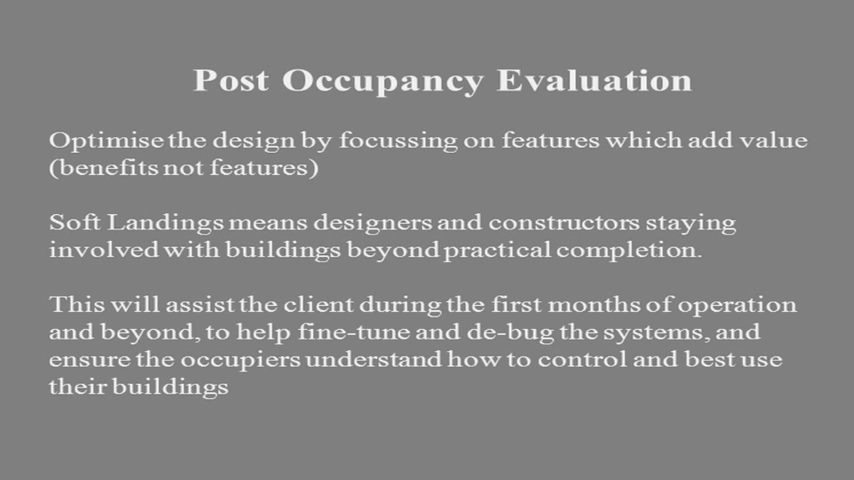 Post Occupancy Evaluation
Optimise the design by focussing on features which add value
(benefits not features)
Soft Landings means designers and constructors staying
involved with buildings beyond practical completion.
This will assist the client during the first months of operation
and beyond, to help fine-tune and de-bug the systems, and
ensure the occupiers understand how to control and best use
their buildings